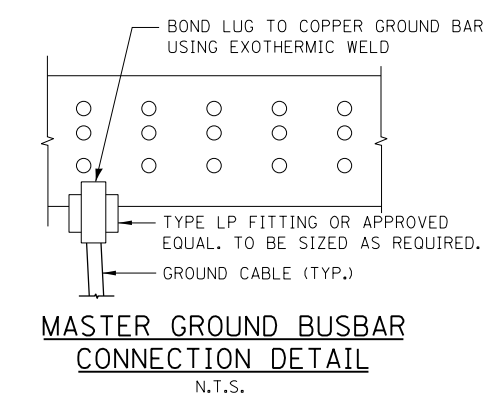 BOND LUG TO COPPER GROUND BAR
USING EXOTHERMIC WELD
TYPE LP FITTING OR APPROVED
EQUAL. TO BE SIZED AS REQUIRED.
GROUND CABLE (TYP.)
MASTER GROUND BUSBAR
CONNECTION DETAIL
N.T.S.